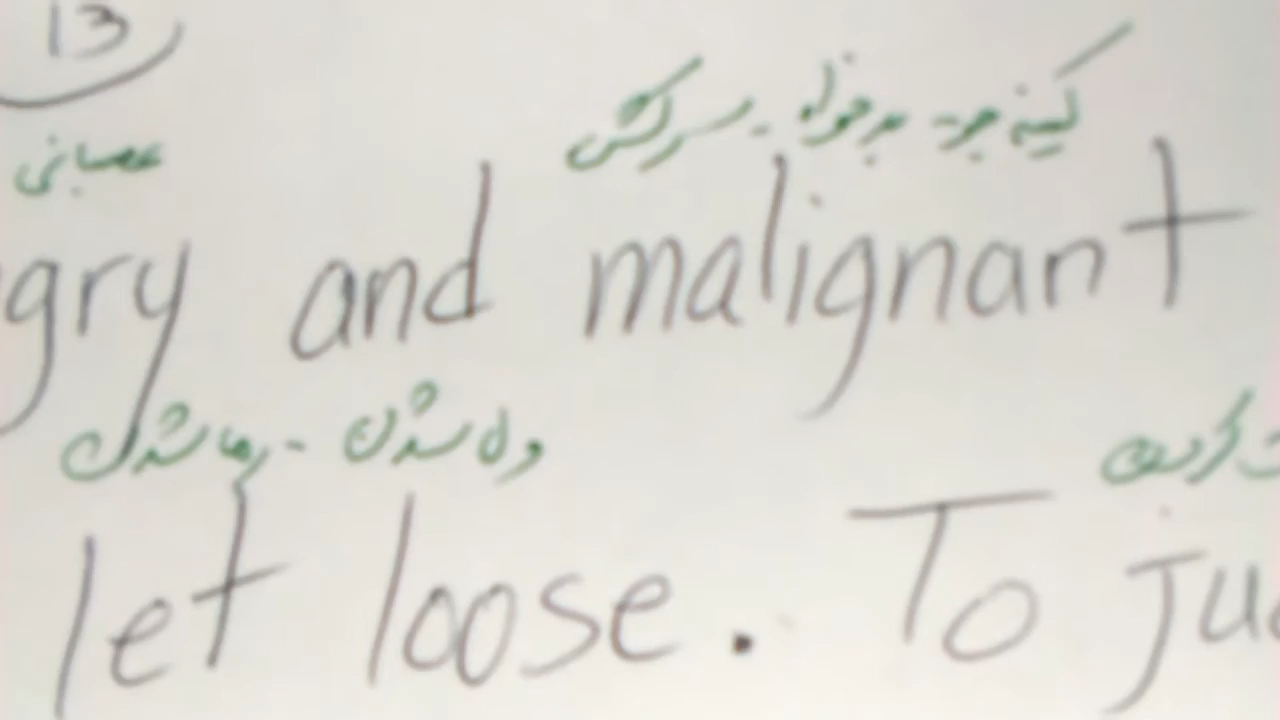 13
عصبانی کینه جو - بدخواه - سرکش
gry and malignant
ول شدن - رها شدن
let loose. To ju